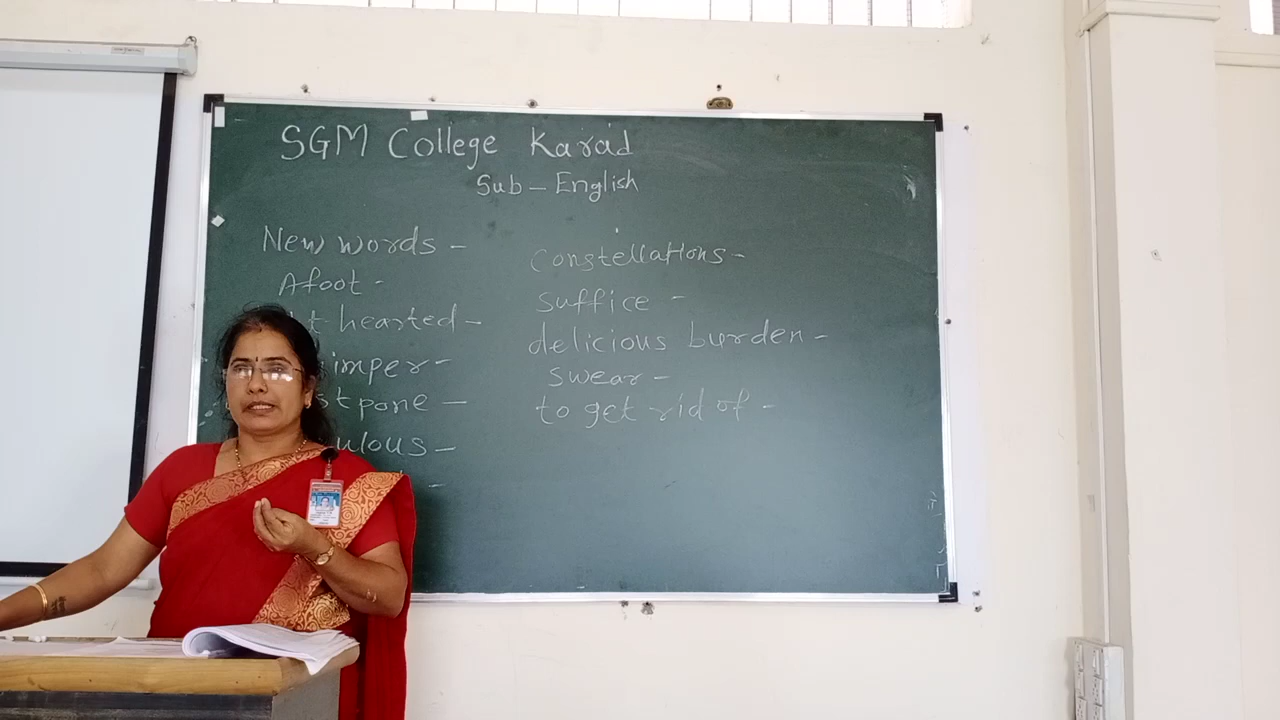 SGM College Karad
Sub - English
New words -
Afoot -
hearted -
imper -
stpone -
ulous -
-
constellations -
suffice -
delicious burden -
swear -
to get rid of -